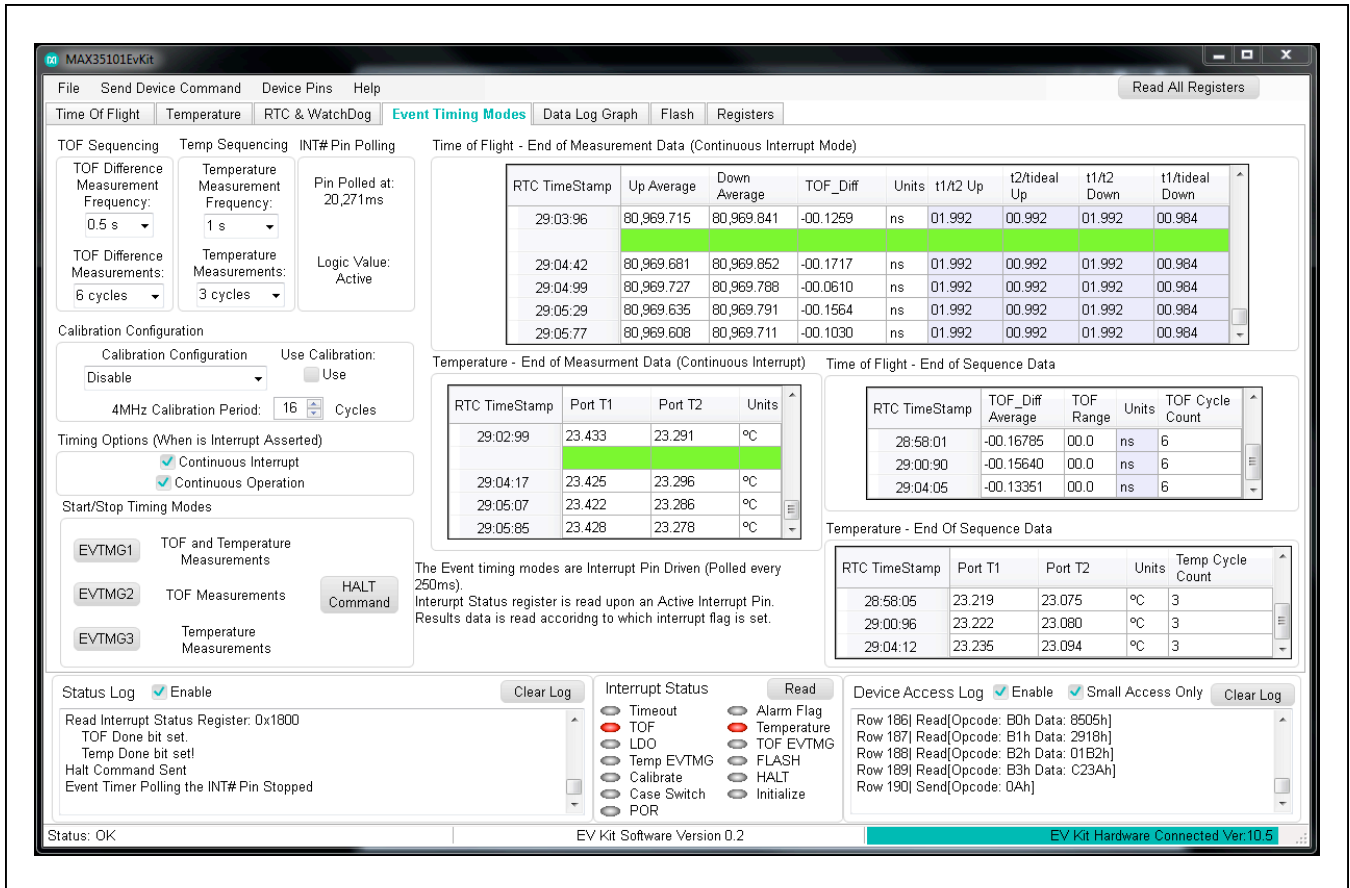 MAX35101EvKit
File Send Device Command Device Pins Help Read All Registers
Time Of Flight Temperature RTC & WatchDog Event Timing Modes Data Log Graph Flash Registers
TOF Sequencing Temp Sequencing INT# Pin Polling
TOF Difference
Measurement
Frequency:
0.5 s
TOF Difference
Measurements:
6 cycles
Temperature
Measurement
Frequency:
1 s
Temperature
Measurements:
3 cycles
Pin Polled at:
20,271ms
Logic Value:
Active
Calibration Configuration
Calibration Configuration Use Calibration:
Disable Use
4MHz Calibration Period: 16 Cycles
Timing Options (When is Interrupt Asserted)
Continuous Interrupt
Continuous Operation
Start/Stop Timing Modes
EVTMG1 TOF and Temperature
Measurements
EVTMG2 TOF Measurements
HALT
Command
EVTMG3 Temperature
Measurements
Time of Flight - End of Measurement Data (Continuous Interrupt Mode)
RTC TimeStamp Up Average Down Average TOF_Diff Units t1/t2 Up t2/tideal Up t1/t2 Down t1/tideal Down
29:03:96 80,969.715 80,969.841 -00.1259 ns 01.992 00.992 01.992 00.984
29:04:42 80,969.681 80,969.852 -00.1717 ns 01.992 00.992 01.992 00.984
29:04:99 80,969.727 80,969.788 -00.0610 ns 01.992 00.992 01.992 00.984
29:05:29 80,969.635 80,969.791 -00.1564 ns 01.992 00.992 01.992 00.984
29:05:77 80,969.608 80,969.711 -00.1030 ns 01.992 00.992 01.992 00.984
Temperature - End of Measurment Data (Continuous Interrupt)
RTC TimeStamp Port T1 Port T2 Units
29:02:99 23.433 23.291 ºC
29:04:17 23.425 23.296 ºC
29:05:07 23.422 23.286 ºC
29:05:85 23.428 23.278 ºC
The Event timing modes are Interrupt Pin Driven (Polled every
250ms).
Interurpt Status register is read upon an Active Interrupt Pin.
Results data is read accoridng to which interrupt flag is set.
Time of Flight - End of Sequence Data
RTC TimeStamp TOF_Diff Average TOF Range Units TOF Cycle Count
28:58:01 -00.16785 00.0 ns 6
29:00:90 -00.15640 00.0 ns 6
29:04:05 -00.13351 00.0 ns 6
Temperature - End Of Sequence Data
RTC TimeStamp Port T1 Port T2 Units Temp Cycle Count
28:58:05 23.219 23.075 ºC 3
29:00:96 23.222 23.080 ºC 3
29:04:12 23.235 23.094 ºC 3
Status Log Enable Clear Log
Read Interrupt Status Register: 0x1800
TOF Done bit set.
Temp Done bit set!
Halt Command Sent
Event Timer Polling the INT# Pin Stopped
Interrupt Status Read
Timeout Alarm Flag
TOF Temperature
LDO TOF EVTMG
Temp EVTMG FLASH
Calibrate HALT
Case Switch Initialize
POR
Device Access Log Enable Small Access Only Clear Log
Row 186| Read[Opcode: B0h Data: 8505h]
Row 187| Read[Opcode: B1h Data: 2918h]
Row 188| Read[Opcode: B2h Data: 01B2h]
Row 189| Read[Opcode: B3h Data: C23Ah]
Row 190| Send[Opcode: 0Ah]
Status: OK EV Kit Software Version 0.2 EV Kit Hardware Connected Ver:10.5